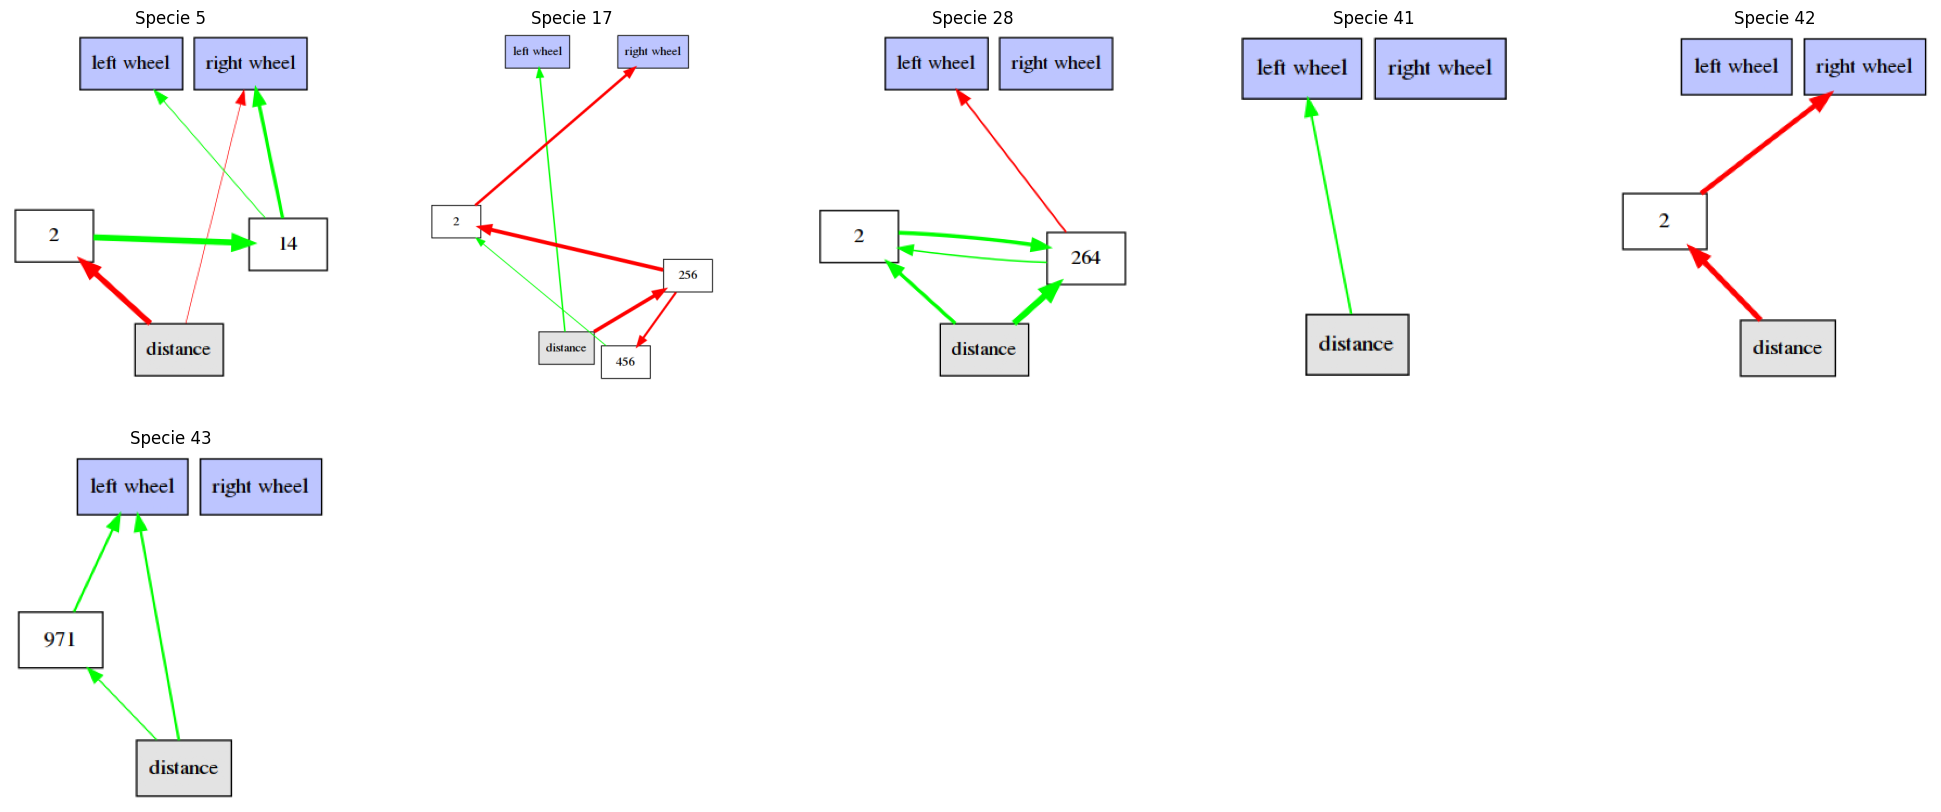 Specie 5
left wheel
right wheel
2
14
distance
Specie 17
left wheel
right wheel
2
256
distance
456
Specie 28
left wheel
right wheel
2
264
distance
Specie 41
left wheel
right wheel
distance
Specie 42
left wheel
right wheel
2
distance
Specie 43
left wheel
right wheel
971
distance